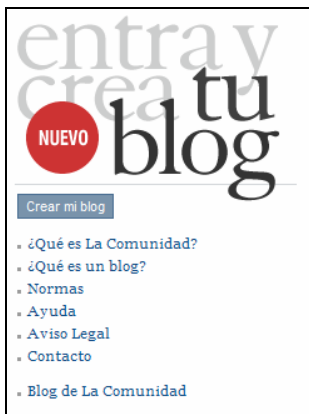 entra y
crea tu
NUEVO
blog
Crear mi blog
¿Qué es La Comunidad?
¿Qué es un blog?
Normas
Ayuda
Aviso Legal
Contacto
Blog de La Comunidad